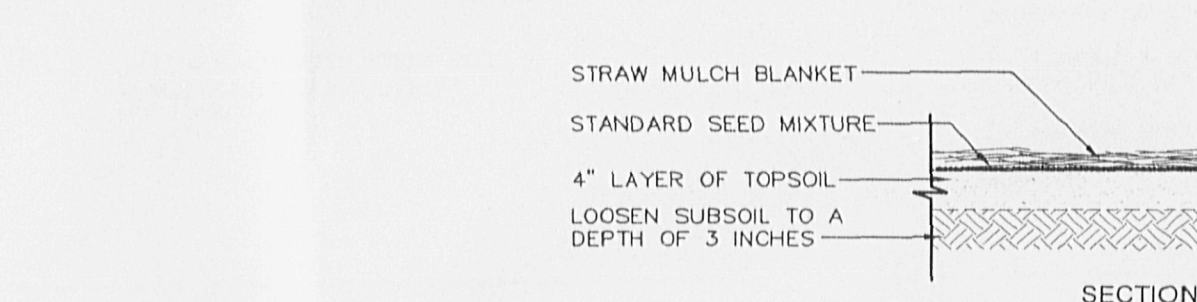 STRAW MULCH BLANKET
STANDARD SEED MIXTURE
4" LAYER OF TOPSOIL
LOOSEN SUBSOIL TO A
DEPTH OF 3 INCHES
SECTION